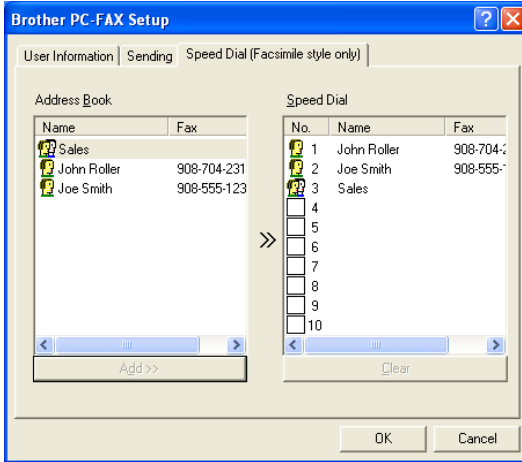 Brother PC-FAX Setup
User Information Sending Speed Dial (Facsimile style only)
Address Book Speed Dial
Name Fax No. Name Fax
Sales 1 John Roller 908-704-2
John Roller 908-704-231 2 Joe Smith 908-555-
Joe Smith 908-555-123 3 Sales
4
5
6
7
8
9
10
Add >> Clear
OK Cancel